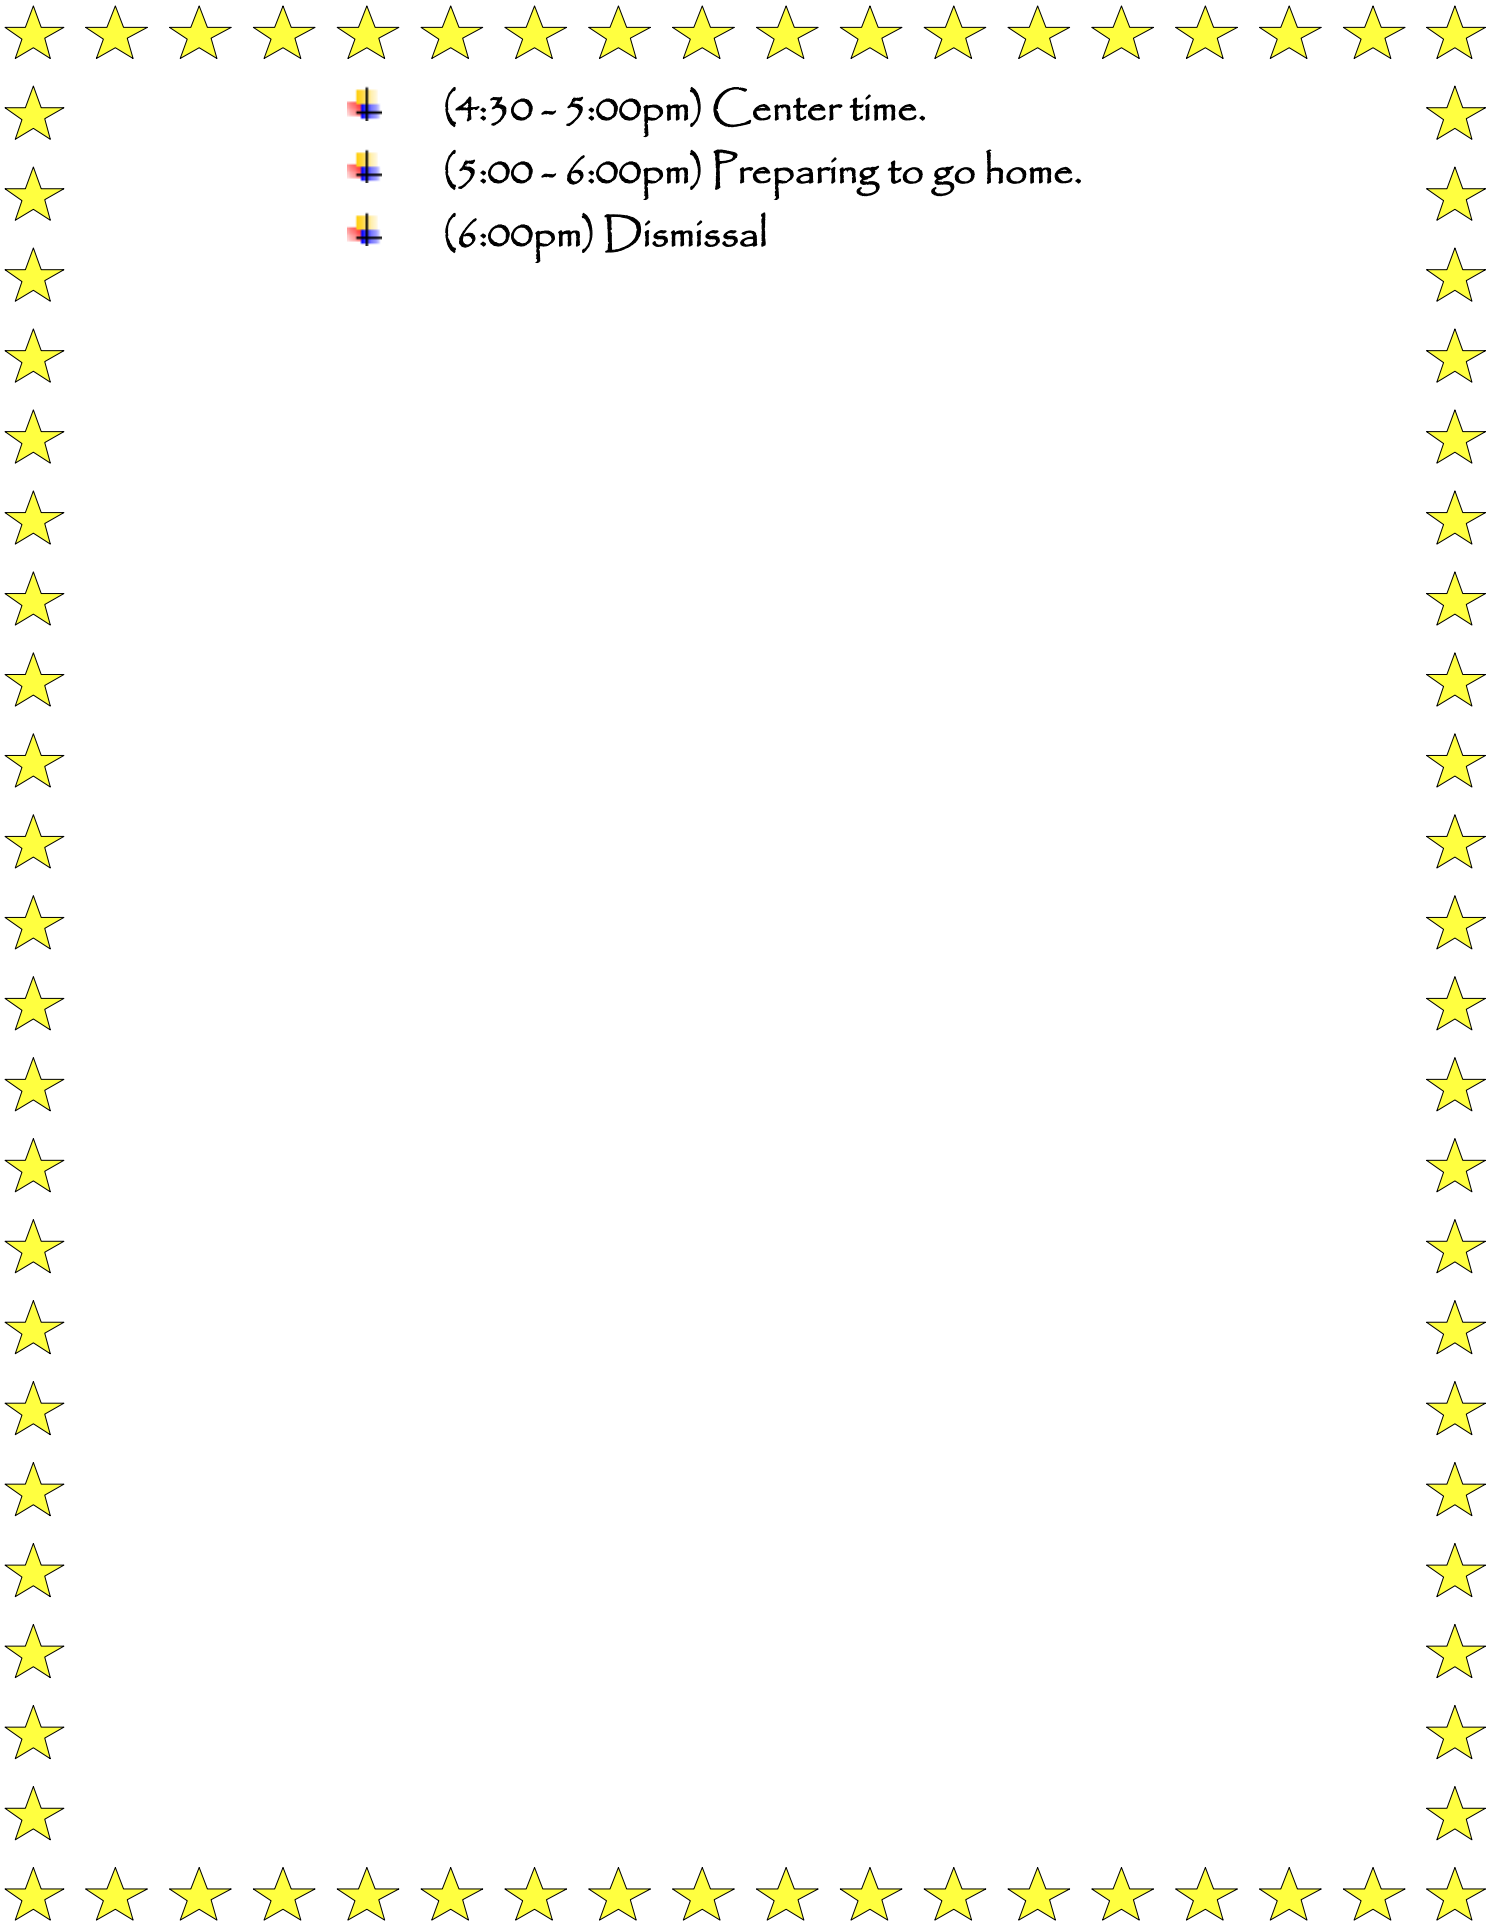 (4:30 - 5:00pm) Center time.
(5:00 - 6:00pm) Preparing to go home.
(6:00pm) Dismissal